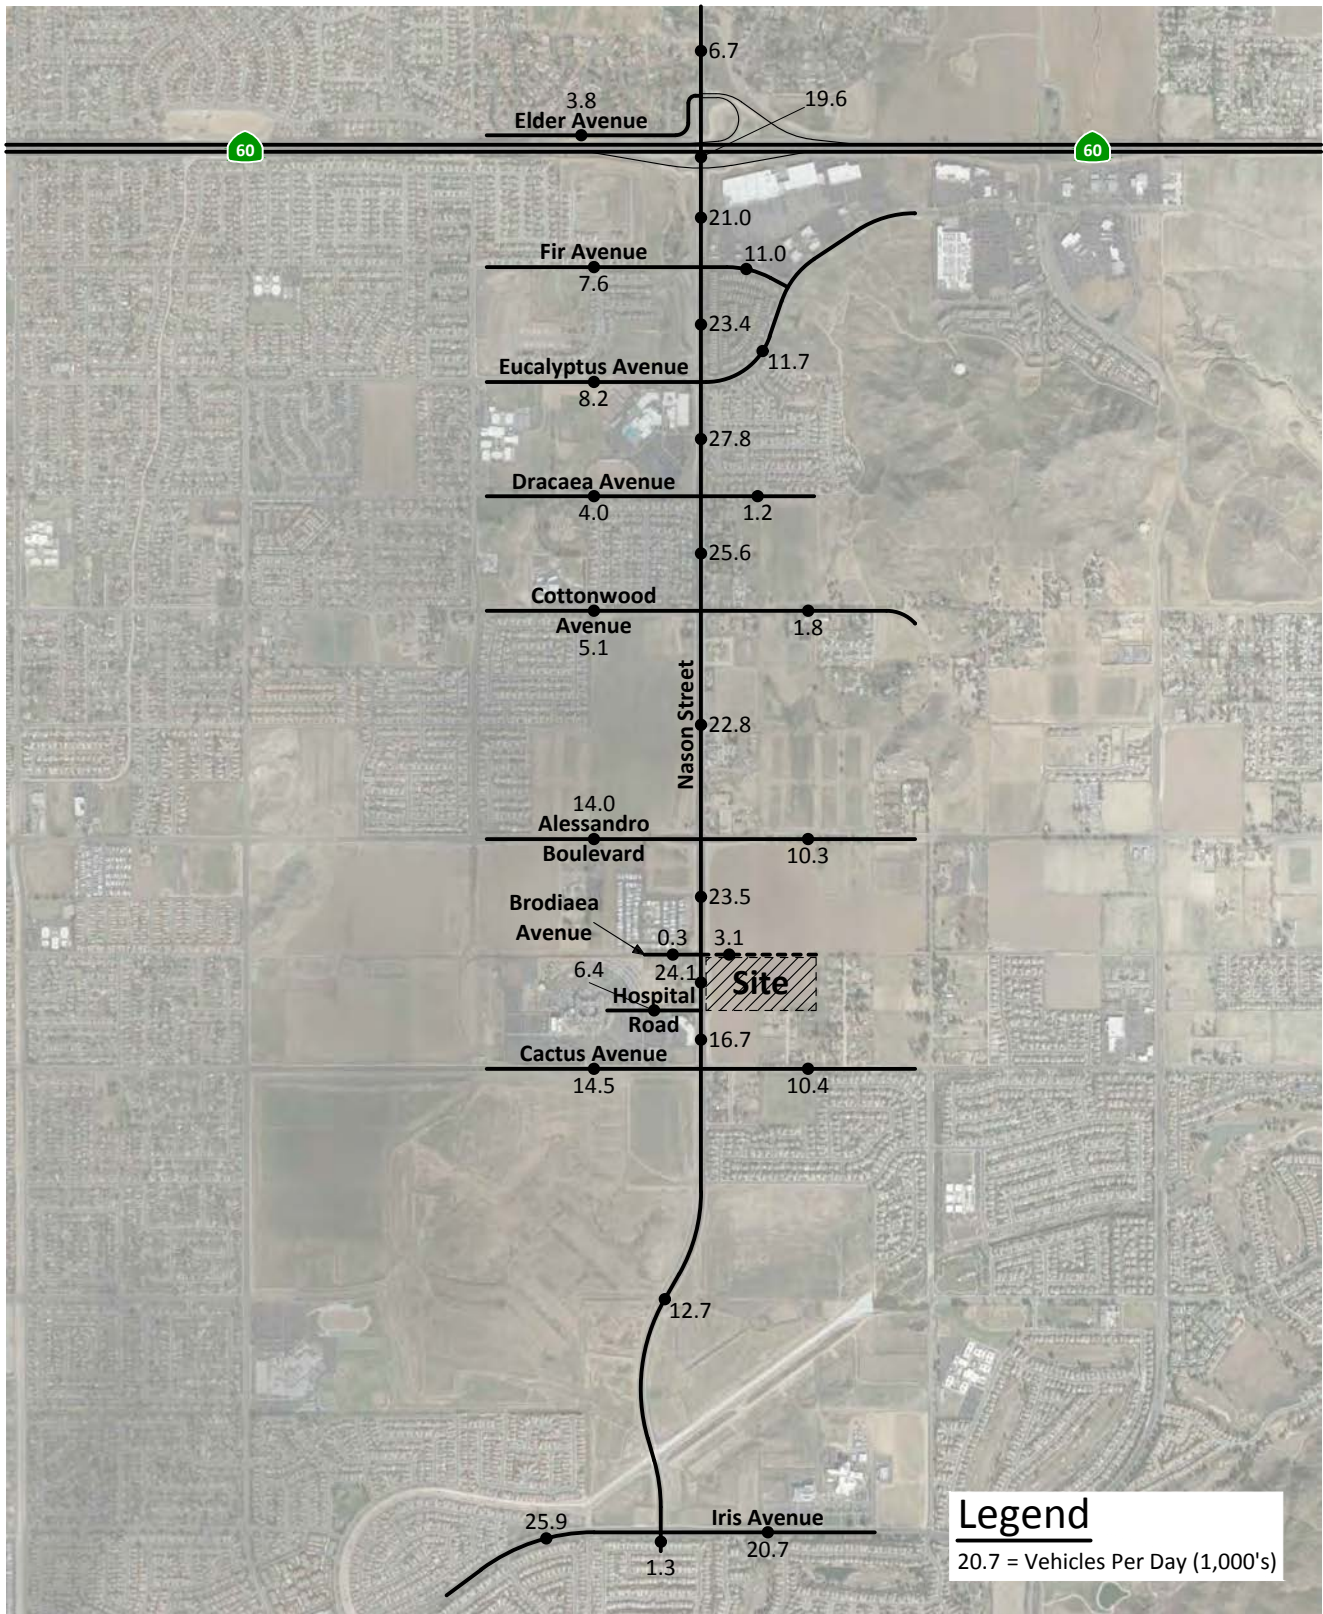 6.7
3.8
19.6
Elder Avenue
60
60
21.0
Fir Avenue
11.0
7.6
23.4
Eucalyptus Avenue
11.7
8.2
27.8
Dracaea Avenue
4.0
1.2
25.6
Cottonwood
Avenue
5.1
1.8
Nason Street
22.8
14.0
Alessandro
Boulevard
10.3
23.5
Brodiaea
Avenue
0.3
3.1
6.4
24.1
Site
Hospital
Road
16.7
Cactus Avenue
14.5
10.4
12.7
25.9
Iris Avenue
20.7
1.3
Legend
20.7 = Vehicles Per Day (1,000's)